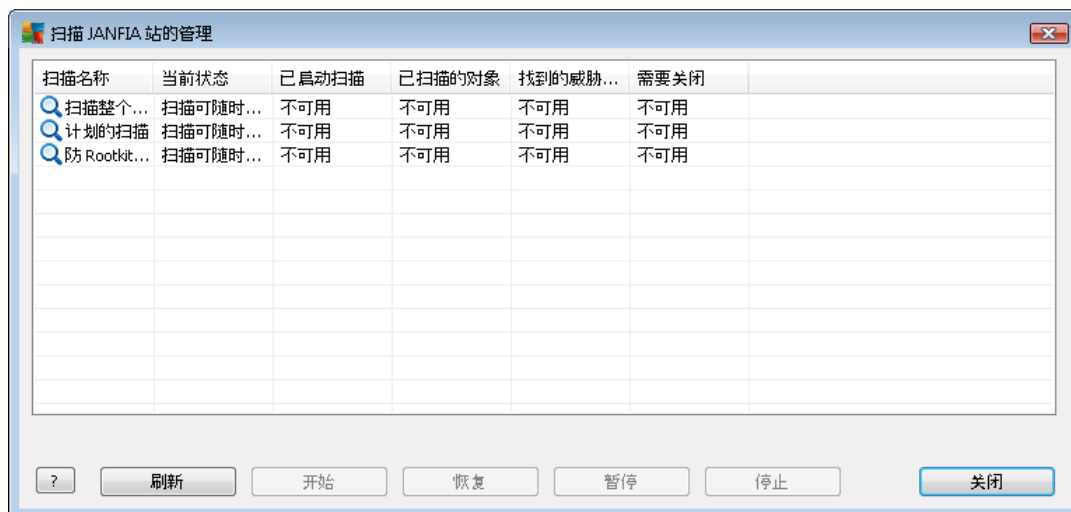 扫描 JANFIA 站的管理
扫描名称 当前状态 已启动扫描 已扫描的对象 找到的威胁... 需要关闭
扫描整个... 扫描可随时... 不可用 不可用 不可用 不可用
计划的扫描 扫描可随时... 不可用 不可用 不可用 不可用
防 Rootkit... 扫描可随时... 不可用 不可用 不可用 不可用
? 刷新 开始 恢复 暂停 停止 关闭